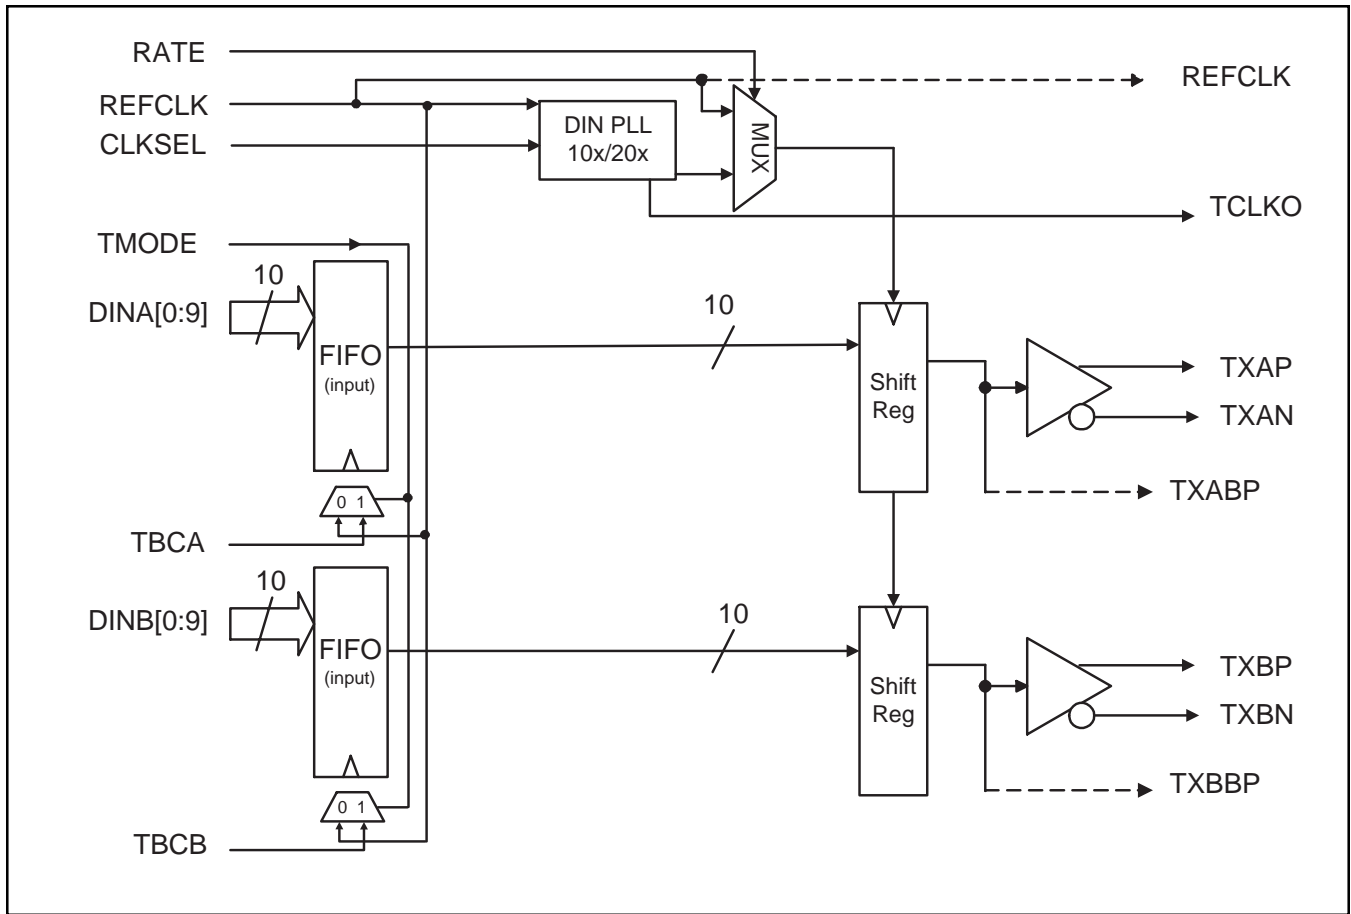 RATE
REFCLK
REFCLK
CLKSEL
DIN PLL
10x/20x
MUX
TCLKO
TMODE
10
DINA[0:9]
FIFO
(input)
10
Shift
Reg
TXAP
TXAN
TXABP
0 1
TBCA
10
DINB[0:9]
FIFO
(input)
10
Shift
Reg
TXBP
TXBN
TXBBP
0 1
TBCB